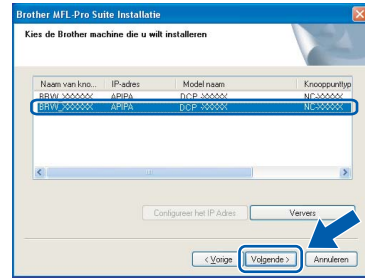 Brother MFL-Pro Suite Installatie
Kies de Brother machine die u wilt installeren
Naam van kno... IP-adres Model naam Knooppunttyp
BRW_XXXXXX APIPA DCP-XXXXX NC-XXXXX
BRW_XXXXXX APIPA DCP-XXXXX NC-XXXXX
Configureer het IP Adres Ververs
< Vorige Volgende > Annuleren